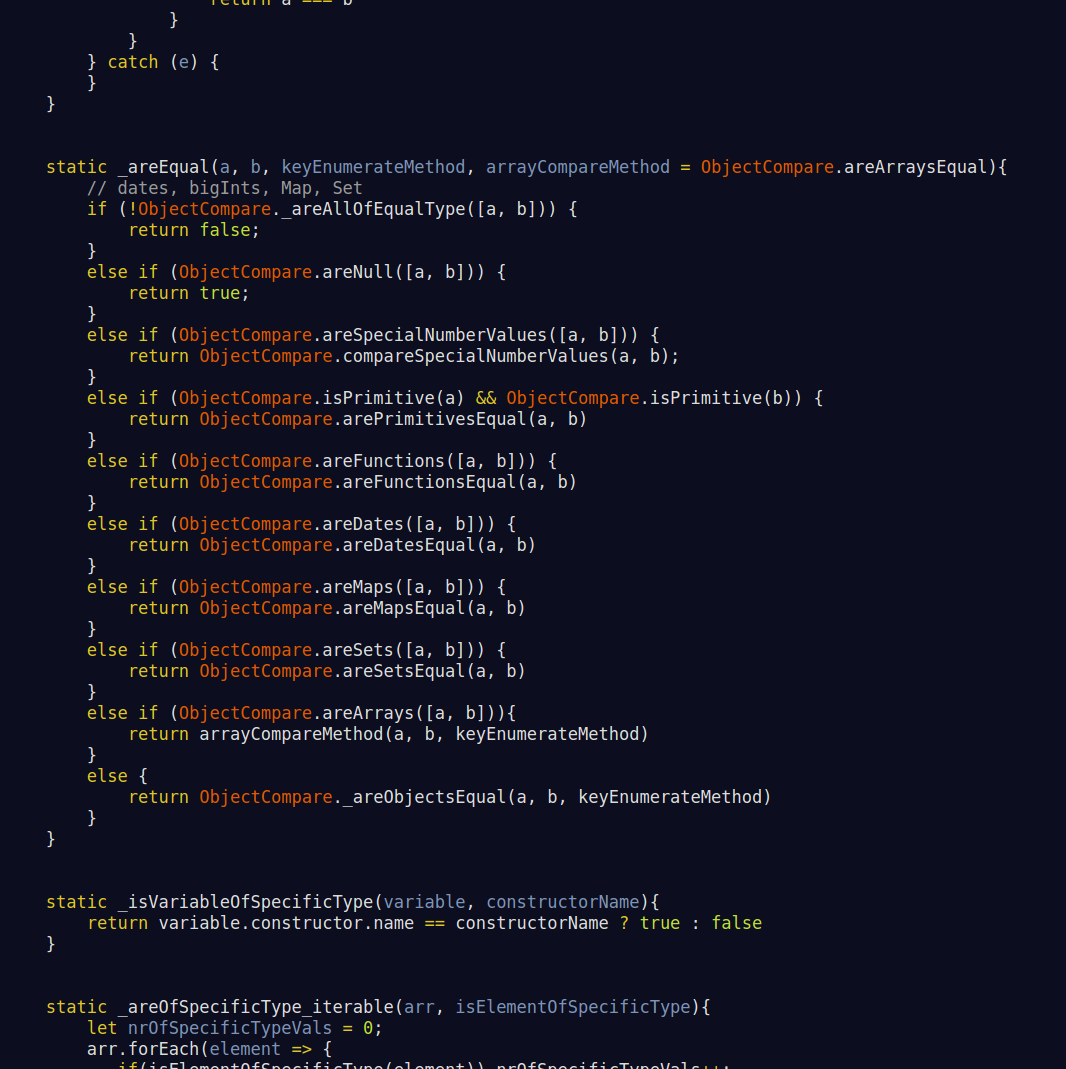 return a === b
}
}
} catch (e) {
}
}
static _areEqual(a, b, keyEnumerateMethod, arrayCompareMethod = ObjectCompare.areArraysEqual){
// dates, bigInts, Map, Set
if (!ObjectCompare._areAllOfEqualType([a, b])) {
return false;
}
else if (ObjectCompare.areNull([a, b])) {
return true;
}
else if (ObjectCompare.areSpecialNumberValues([a, b])) {
return ObjectCompare.compareSpecialNumberValues(a, b);
}
else if (ObjectCompare.isPrimitive(a) && ObjectCompare.isPrimitive(b)) {
return ObjectCompare.arePrimitivesEqual(a, b)
}
else if (ObjectCompare.areFunctions([a, b])) {
return ObjectCompare.areFunctionsEqual(a, b)
}
else if (ObjectCompare.areDates([a, b])) {
return ObjectCompare.areDatesEqual(a, b)
}
else if (ObjectCompare.areMaps([a, b])) {
return ObjectCompare.areMapsEqual(a, b)
}
else if (ObjectCompare.areSets([a, b])) {
return ObjectCompare.areSetsEqual(a, b)
}
else if (ObjectCompare.areArrays([a, b])){
return arrayCompareMethod(a, b, keyEnumerateMethod)
}
else {
return ObjectCompare._areObjectsEqual(a, b, keyEnumerateMethod)
}
}
static _isVariableOfSpecificType(variable, constructorName){
return variable.constructor.name == constructorName ? true : false
}
static _areOfSpecificType_iterable(arr, isElementOfSpecificType){
let nrOfSpecificTypeVals = 0;
arr.forEach(element => {
if(isElementOfSpecificType(element)) nrOfSpecificTypeVals++;